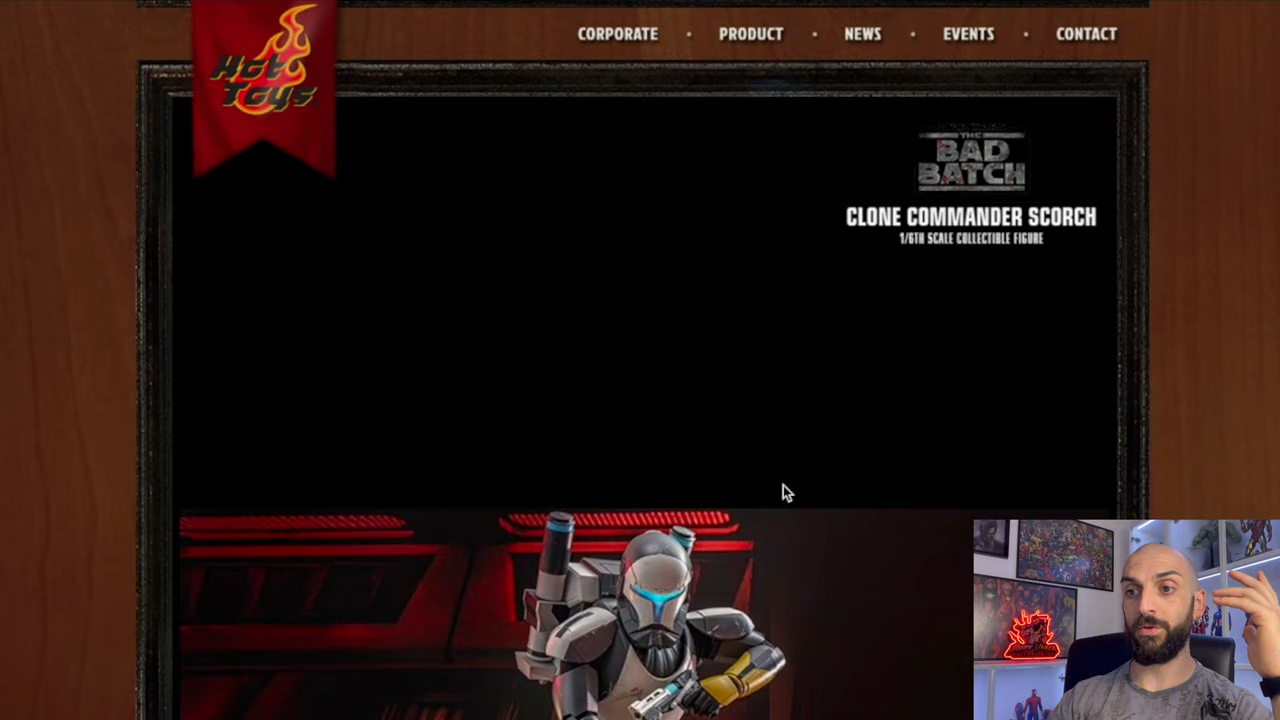 Hot
Toys
CORPORATE • PRODUCT • NEWS • EVENTS • CONTACT
THE
BAD
BATCH
CLONE COMMANDER SCORCH
1/6TH SCALE COLLECTIBLE FIGURE